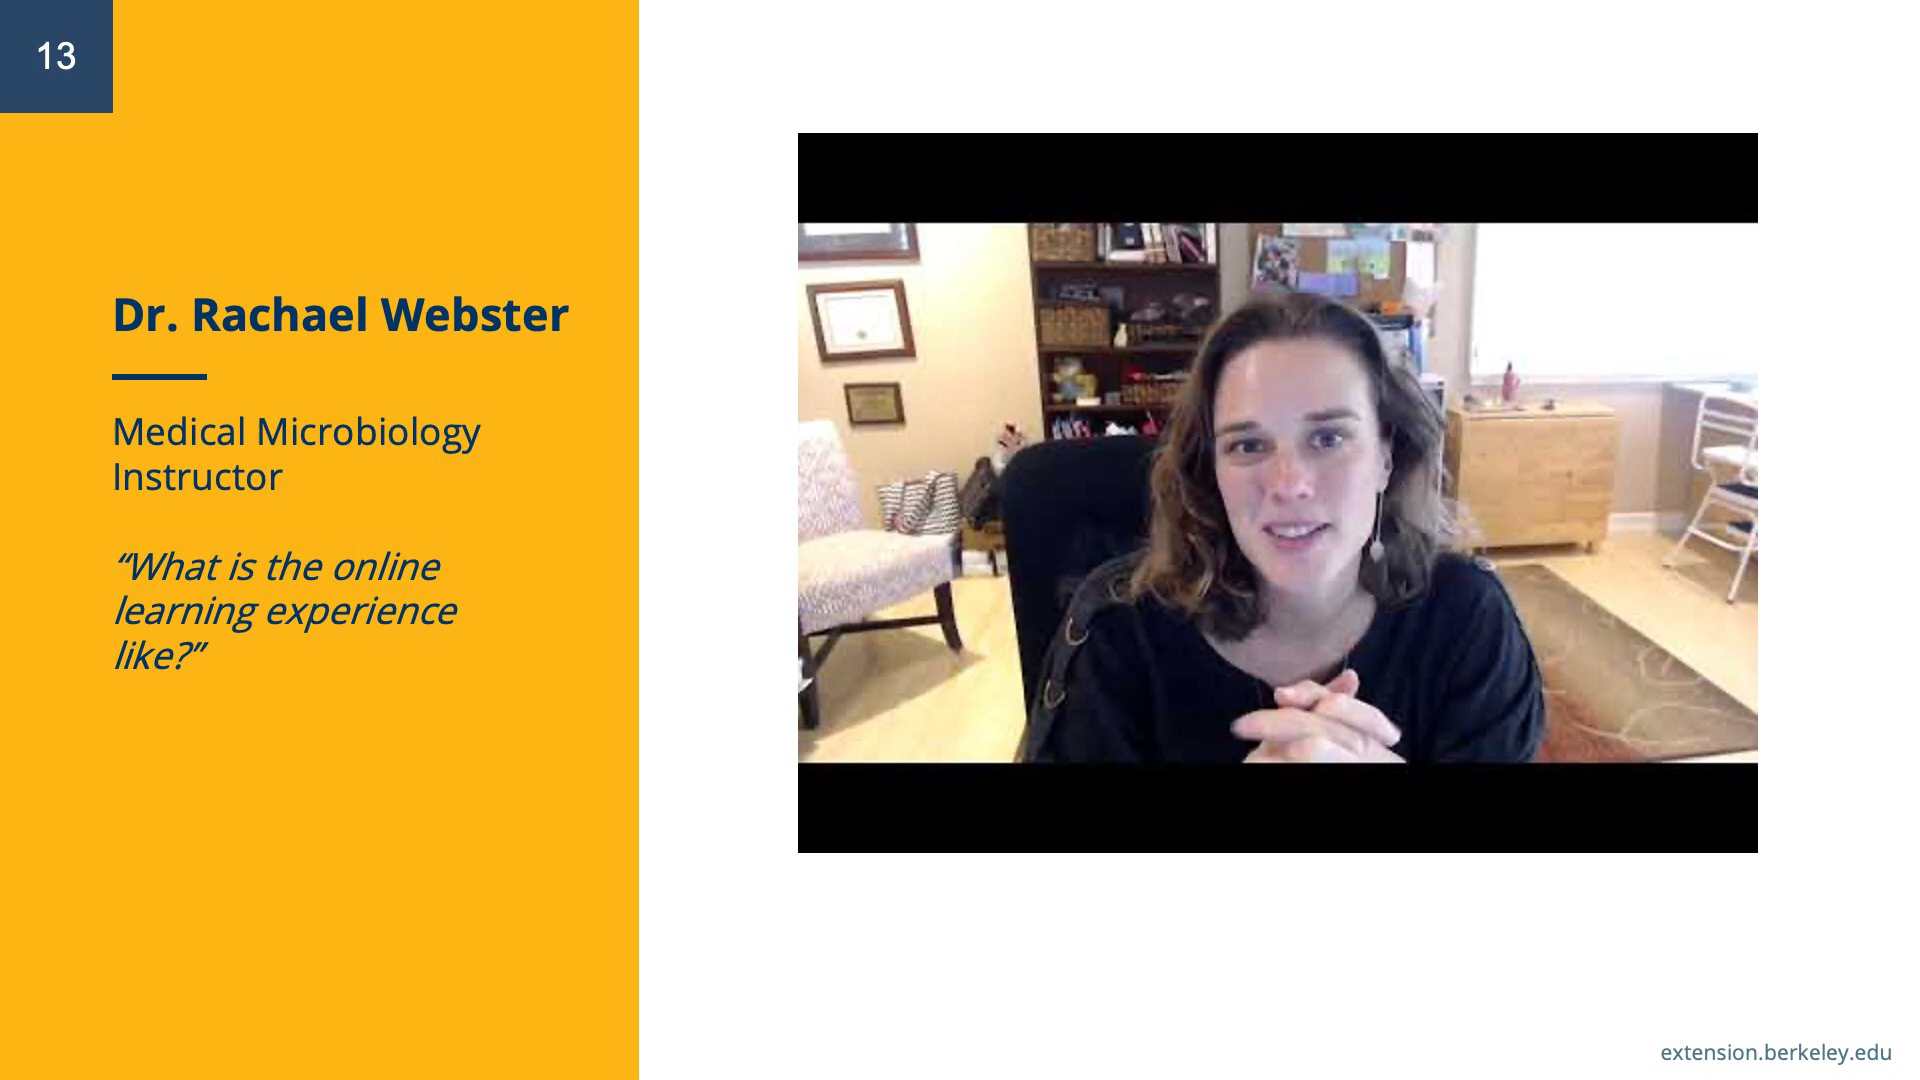 13
Dr. Rachael Webster
Medical Microbiology
Instructor
“What is the online
learning experience
like?”
extension.berkeley.edu